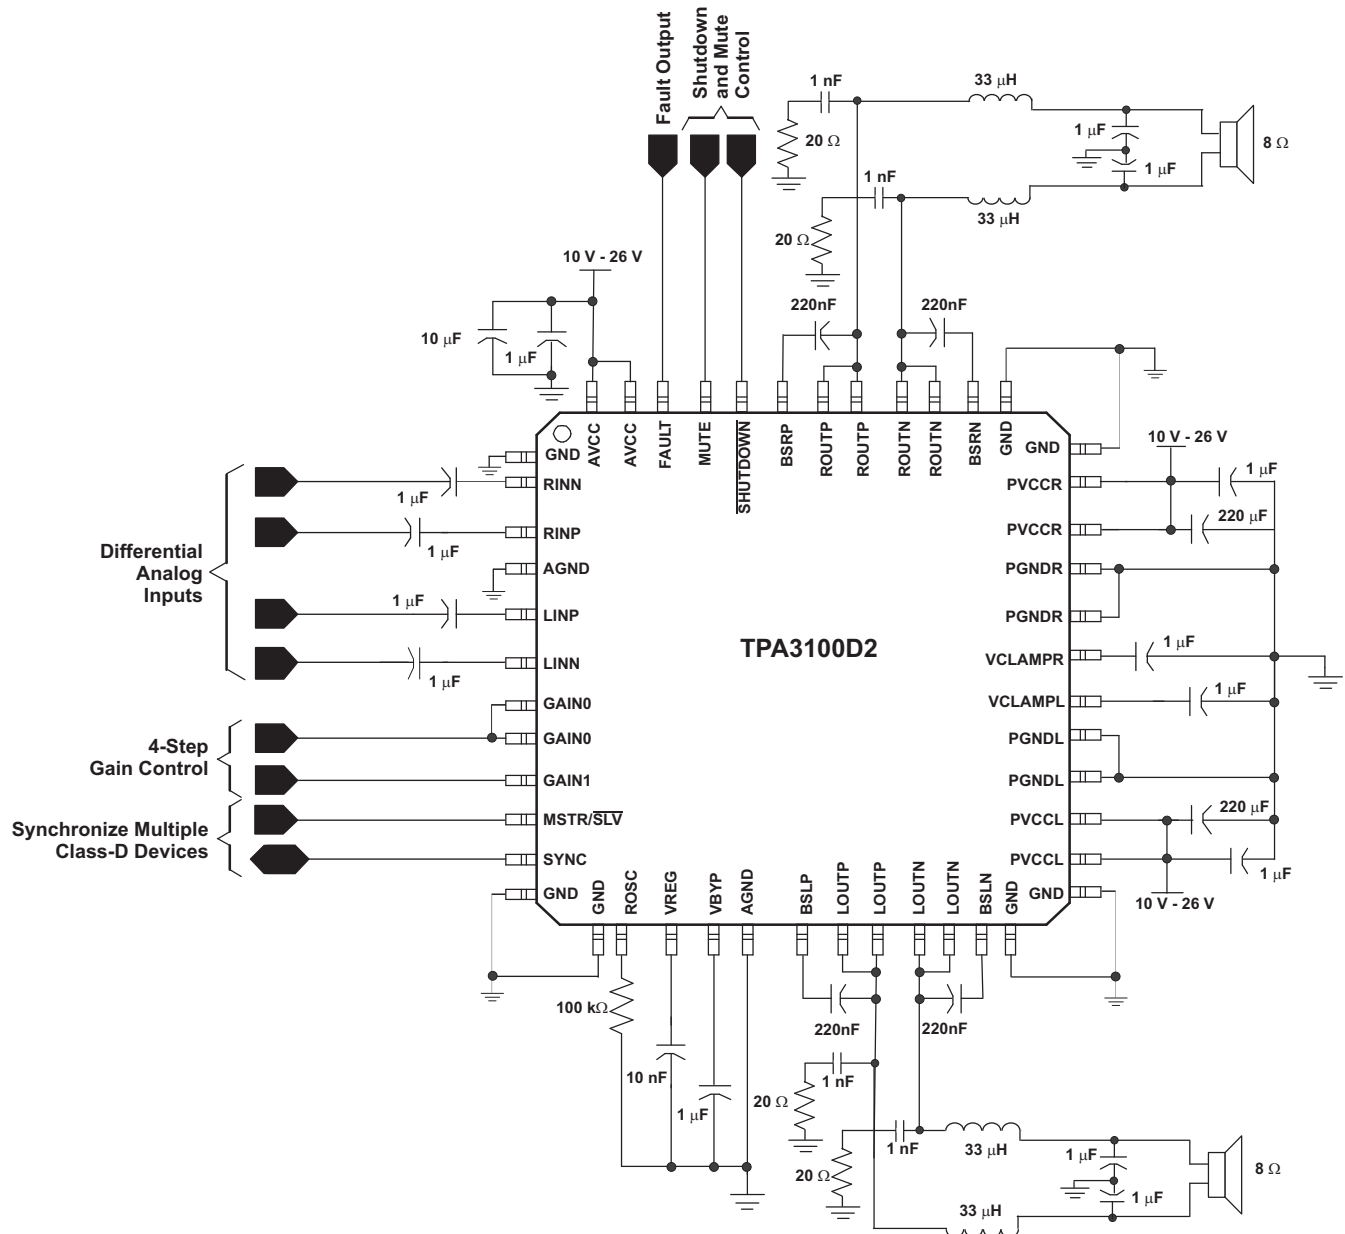 Fault Output
Shutdown
and Mute
Control
1 nF
33 μH
20 Ω
1 μF
1 μF
8 Ω
1 nF
33 μH
20 Ω
10 V - 26 V
10 μF
1 μF
220nF
220nF
AVCC
AVCC
FAULT
MUTE
SHUTDOWN
BSRP
ROUTP
ROUTP
ROUTN
ROUTN
BSRN
GND
Differential
Analog
Inputs
1 μF
1 μF
1 μF
1 μF
4-Step
Gain Control
Synchronize Multiple
Class-D Devices
GND
RINN
RINP
AGND
LINP
LINN
GAIN0
GAIN0
GAIN1
MSTR/SLV
SYNC
GND
TPA3100D2
GND
PVCCR
PVCCR
PGNDR
PGNDR
VCLAMPR
VCLAMPL
PGNDL
PGNDL
PVCCL
PVCCL
GND
10 V - 26 V
1 μF
220 μF
1 μF
1 μF
220 μF
1 μF
10 V - 26 V
GND
ROSC
VREG
VBYP
AGND
BSLP
LOUTP
LOUTP
LOUTN
LOUTN
BSLN
GND
100 kΩ
10 nF
1 μF
220nF
220nF
1 nF
20 Ω
1 nF
20 Ω
33 μH
1 μF
1 μF
8 Ω
33 μH